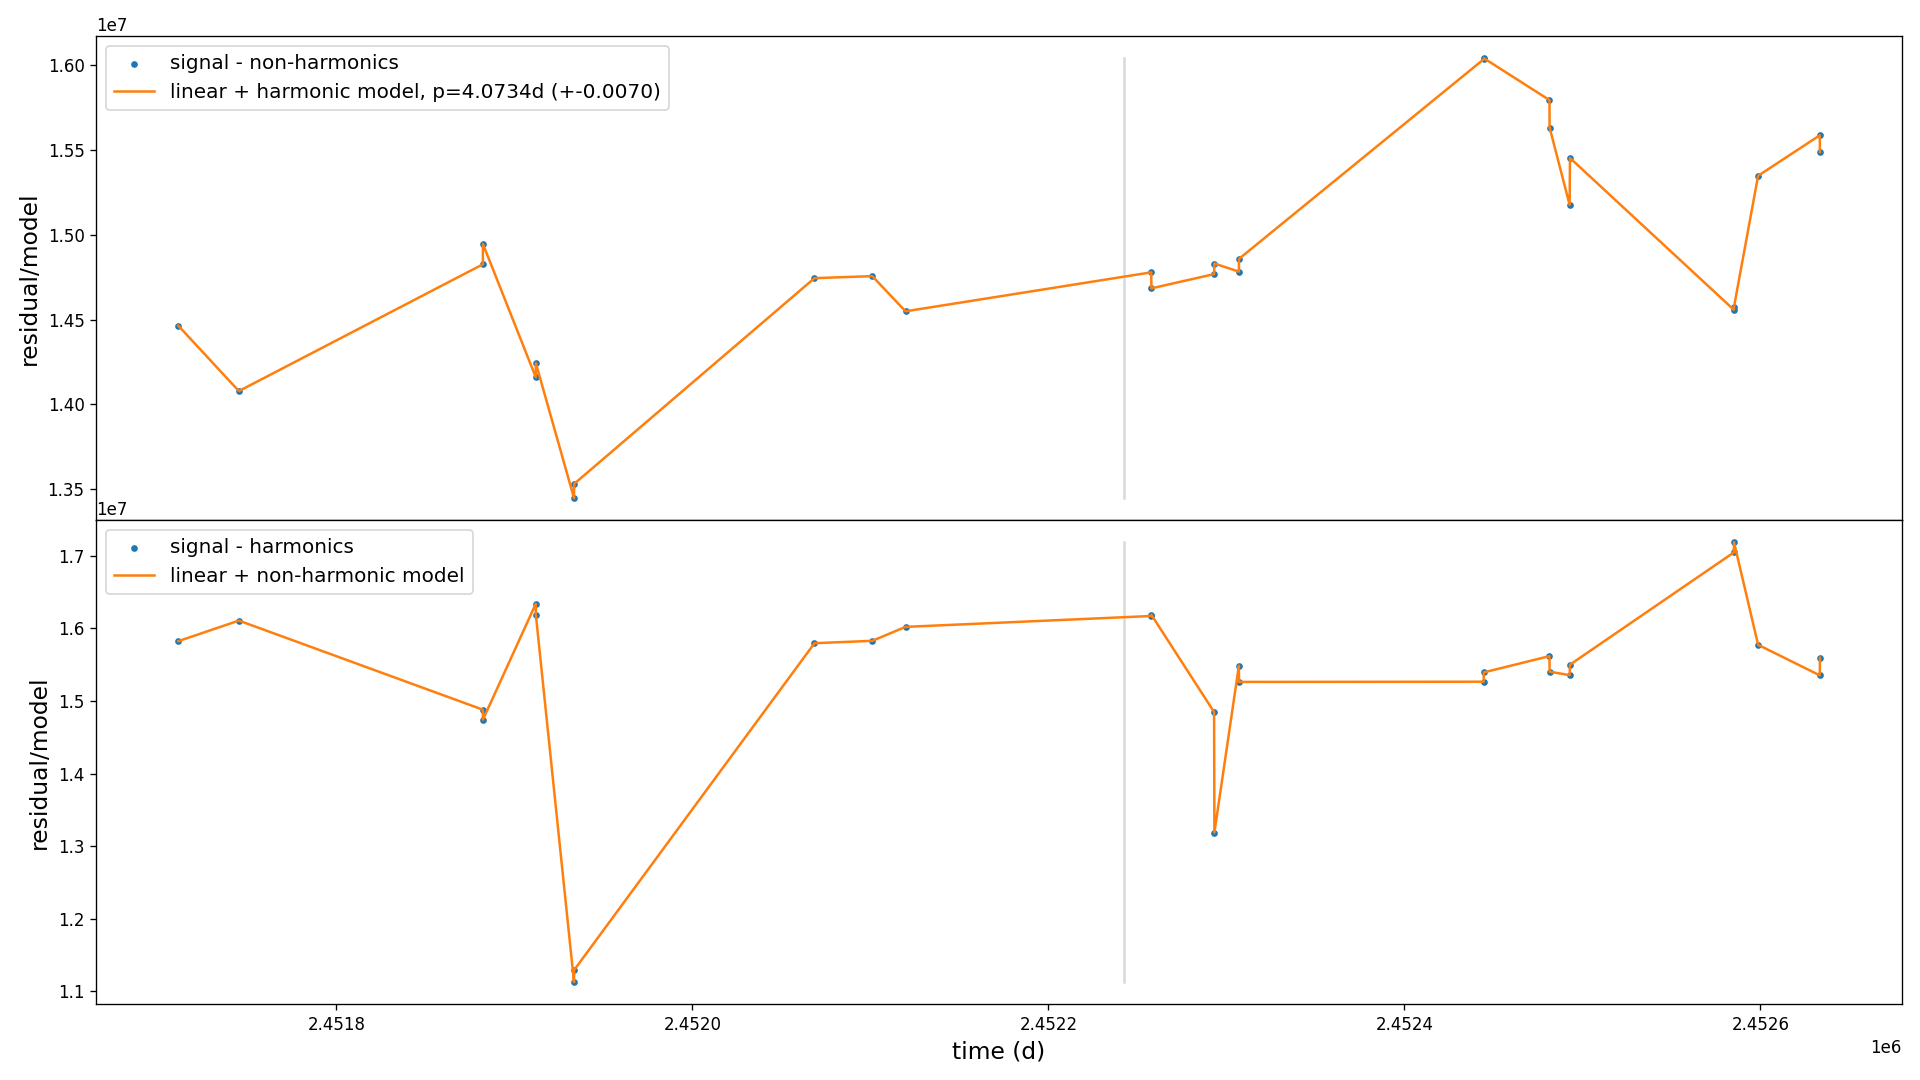 1e7
signal - non-harmonics
linear + harmonic model, p=4.0734d (+-0.0070)
1.60
1.55
1.50
1.45
1.40
1.35
residual/model
1e7
signal - harmonics
linear + non-harmonic model
1.7
1.6
1.5
1.4
1.3
1.2
1.1
residual/model
2.4518
2.4520
2.4522
2.4524
2.4526
time (d)
1e6